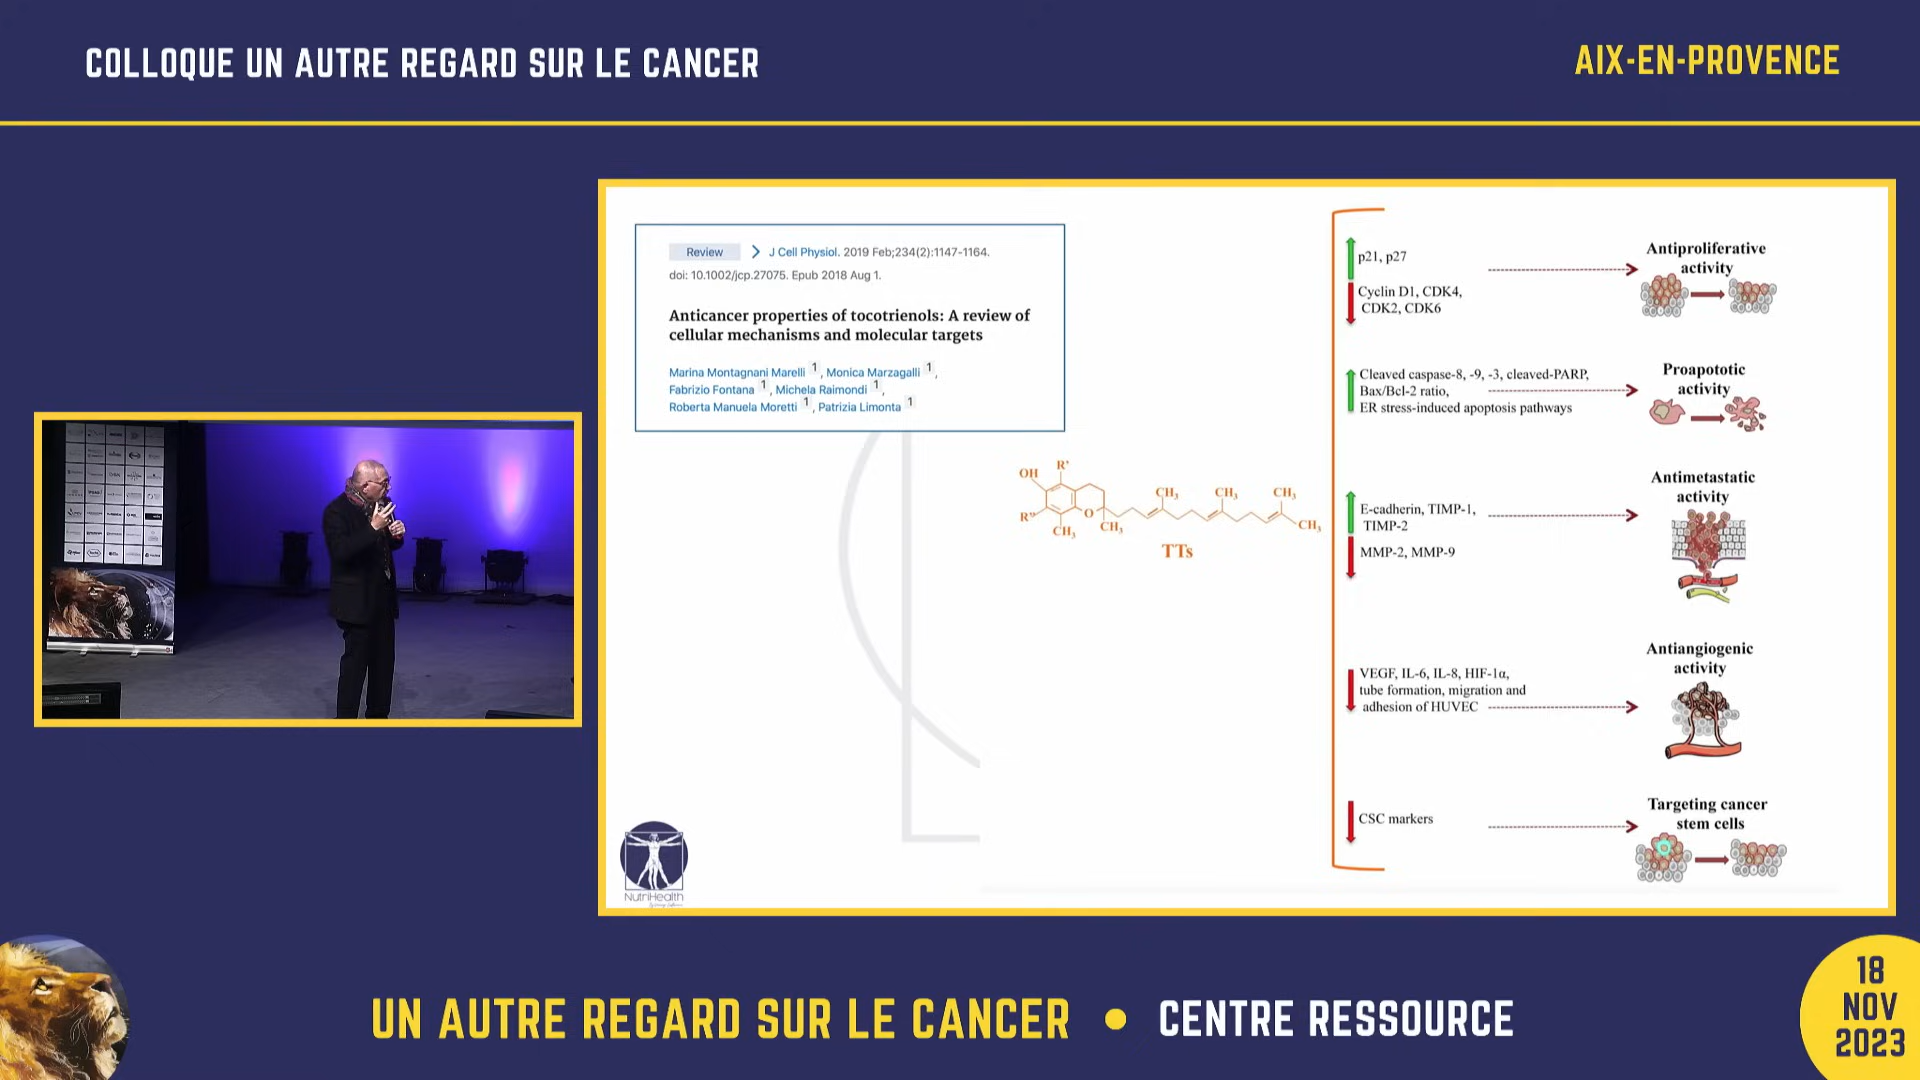 COLLOQUE UN AUTRE REGARD SUR LE CANCER
AIX-EN-PROVENCE
Review
J Cell Physiol. 2019 Feb;234(2):1147-1164.
doi: 10.1002/jcp.27075. Epub 2018 Aug 1.
Anticancer properties of tocotrienols: A review of
cellular mechanisms and molecular targets
Marina Montagnani Marelli 1, Monica Marzagalli 1,
Fabrizio Fontana 1, Michela Raimondi 1,
Roberta Manuela Moretti 1, Patrizia Limonta 1
OH
R'
R"
CH3
O
CH3
CH3
CH3
CH3
CH3
TTs
p21, p27
Cyclin D1, CDK4,
CDK2, CDK6
Antiproliferative
activity
Cleaved caspase-8, -9, -3, cleaved-PARP,
Bax/Bcl-2 ratio,
ER stress-induced apoptosis pathways
Proapototic
activity
E-cadherin, TIMP-1,
TIMP-2
MMP-2, MMP-9
Antimetastatic
activity
VEGF, IL-6, IL-8, HIF-1α,
tube formation, migration and
adhesion of HUVEC
Antiangiogenic
activity
CSC markers
Targeting cancer
stem cells
NutriHealth
UN AUTRE REGARD SUR LE CANCER • CENTRE RESSOURCE
18
NOV
2023